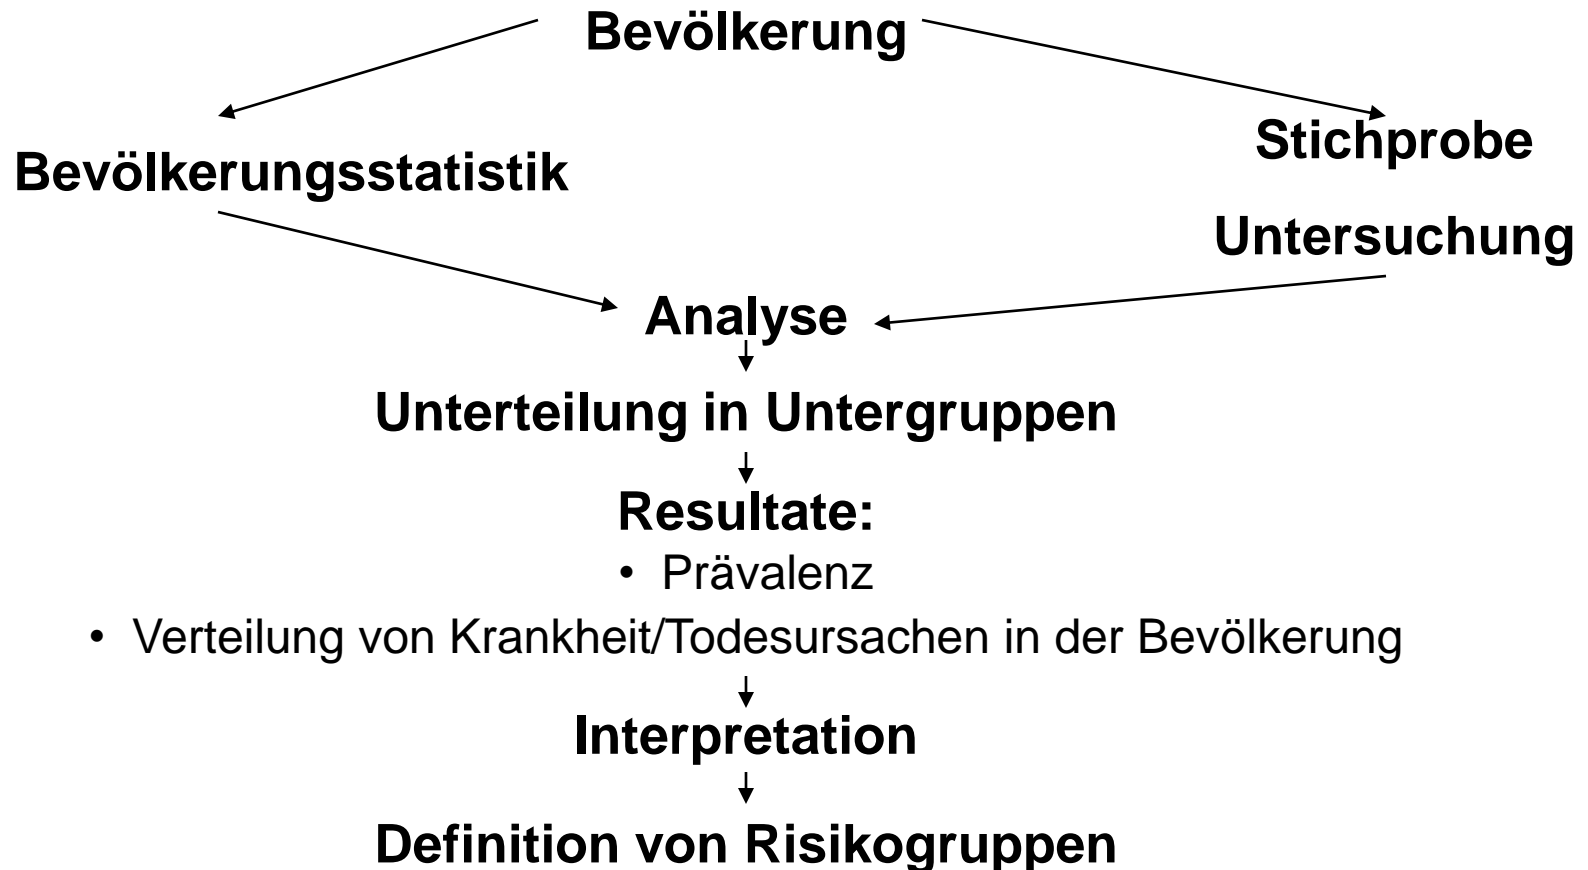 Bevölkerung
Bevölkerungsstatistik
Stichprobe
Untersuchung
Analyse
Unterteilung in Untergruppen
Resultate:
• Prävalenz
• Verteilung von Krankheit/Todesursachen in der Bevölkerung
Interpretation
Definition von Risikogruppen